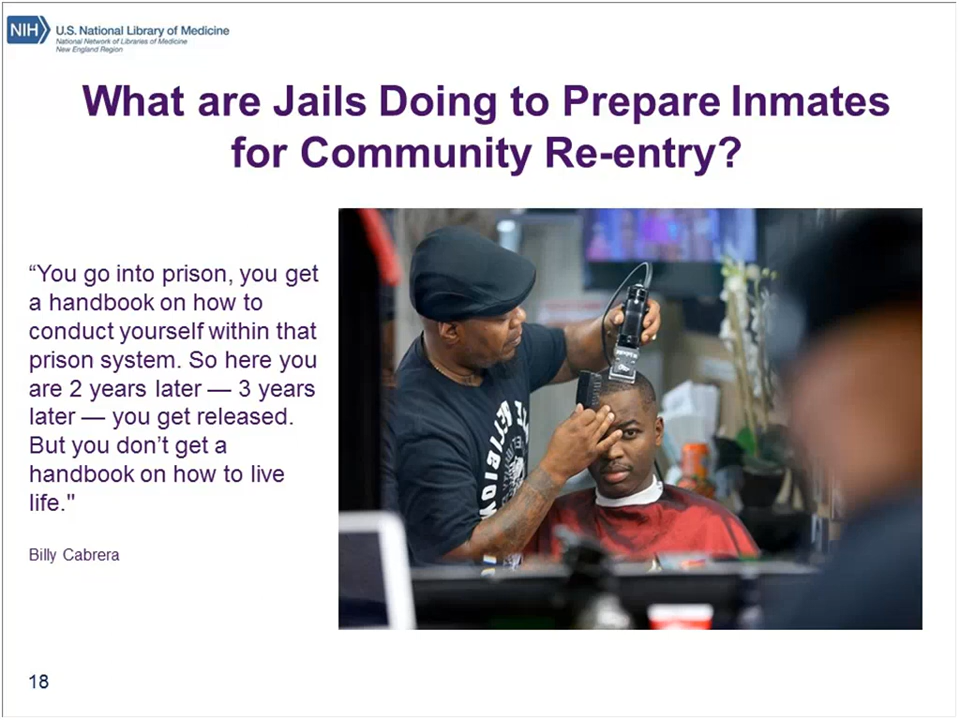 NIH
U.S. National Library of Medicine
National Network of Libraries of Medicine
New England Region
What are Jails Doing to Prepare Inmates
for Community Re-entry?
“You go into prison, you get
a handbook on how to
conduct yourself within that
prison system. So here you
are 2 years later — 3 years
later — you get released.
But you don’t get a
handbook on how to live
life."
Billy Cabrera
18